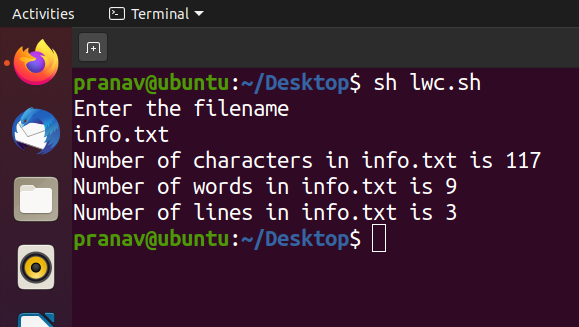 Activities Terminal
pranav@ubuntu:~/Desktop$ sh lwc.sh
Enter the filename
info.txt
Number of characters in info.txt is 117
Number of words in info.txt is 9
Number of lines in info.txt is 3
pranav@ubuntu:~/Desktop$